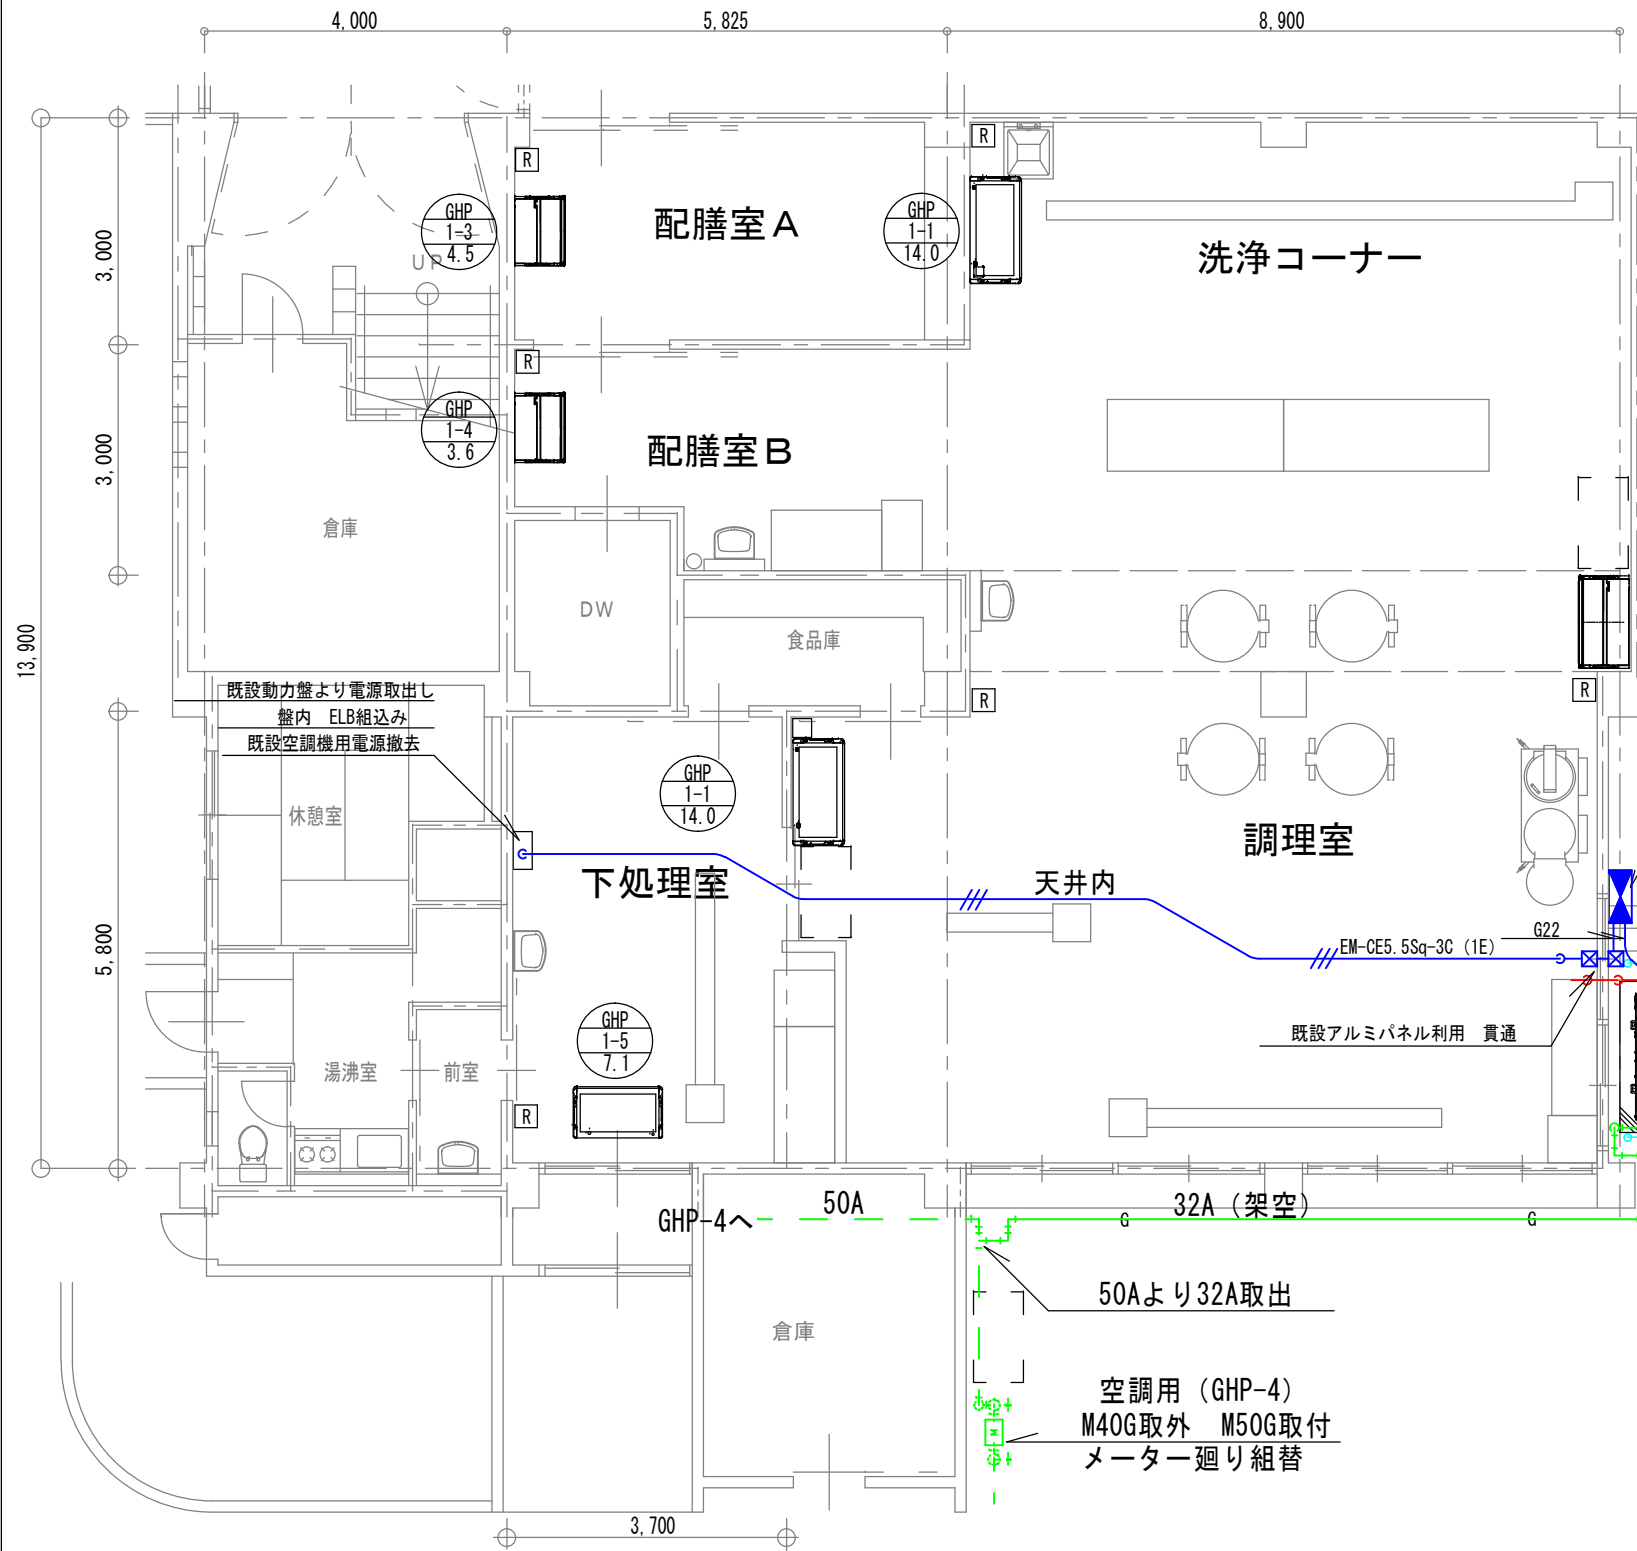 4,000
5,825
8,900
13,900
3,000
3,000
5,800
R
R
GHP
1-3
4.5
配膳室A
GHP
1-1
14.0
洗浄コーナー
UP
R
GHP
1-4
3.6
配膳室B
倉庫
DW
食品庫
R
R
既設動力盤より電源取出し
盤内 ELB組込み
既設空調機用電源撤去
休憩室
GHP
1-1
14.0
下処理室
調理室
天井内
G22
EM-CE5.5Sq-3C (1E)
既設アルミパネル利用 貫通
GHP
1-5
7.1
湯沸室
前室
R
GHP-4へ
50A
32A (架空)
G
G
50Aより32A取出
倉庫
空調用 (GHP-4)
M40G取外 M50G取付
メーター廻り組替
M
3,700